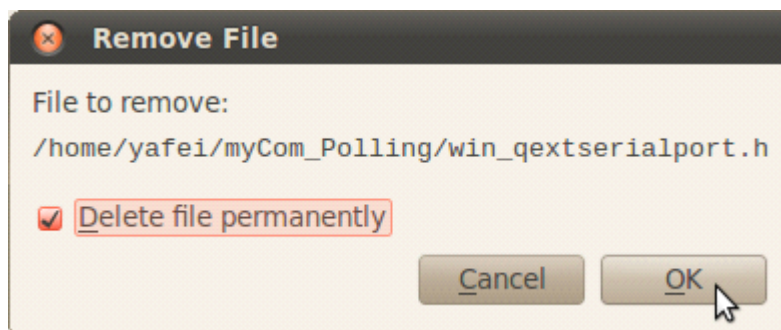 Remove File
File to remove:
/home/yafei/myCom_Polling/win_qextserialport.h
Delete file permanently
Cancel OK